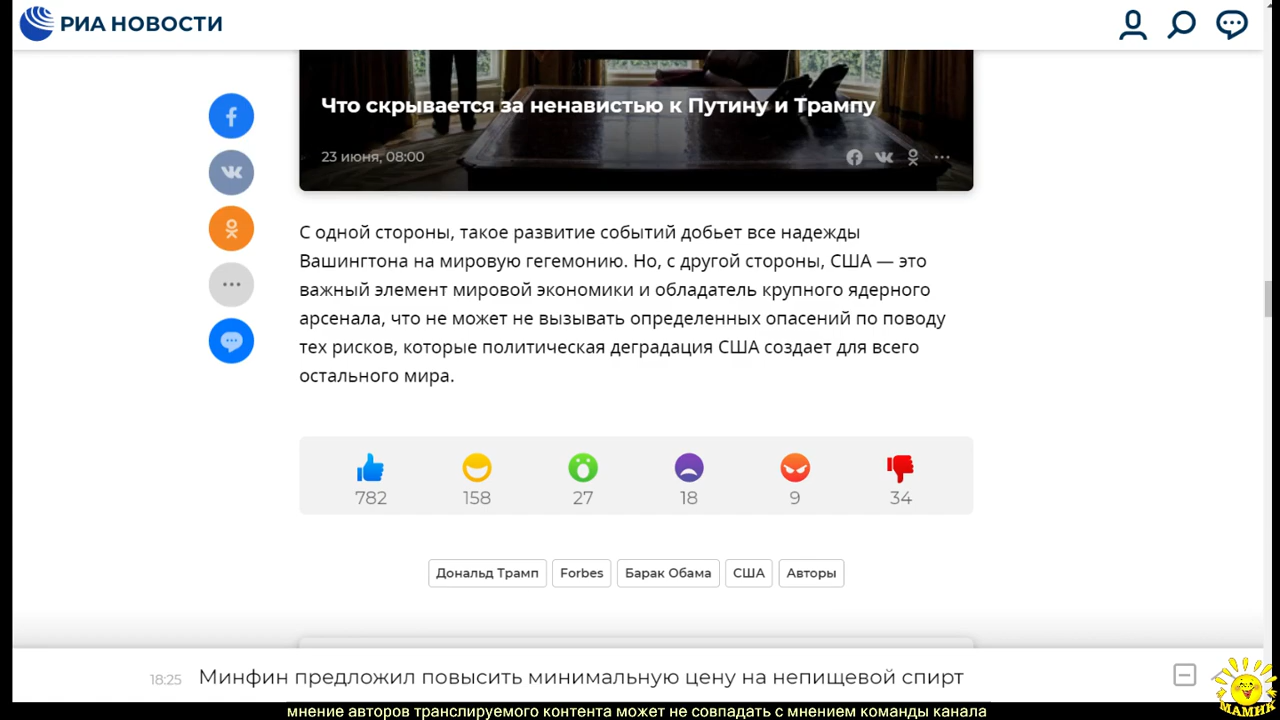 РИА НОВОСТИ
Что скрывается за ненавистью к Путину и Трампу
23 июня, 08:00
С одной стороны, такое развитие событий добьет все надежды
Вашингтона на мировую гегемонию. Но, с другой стороны, США — это
важный элемент мировой экономики и обладатель крупного ядерного
арсенала, что не может не вызывать определенных опасений по поводу
тех рисков, которые политическая деградация США создает для всего
остального мира.
782 158 27 18 9 34
Дональд Трамп Forbes Барак Обама США Авторы
18:25 Минфин предложил повысить минимальную цену на непищевой спирт
МАМИК
мнение авторов транслируемого контента может не совпадать с мнением команды канала